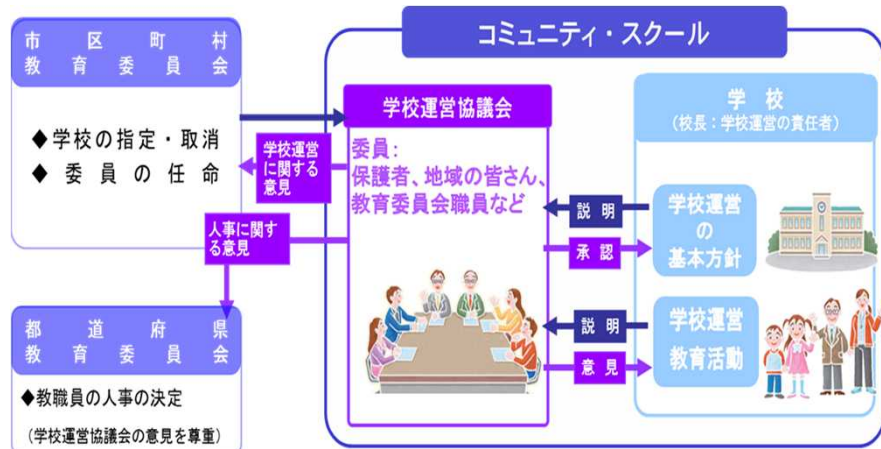 市区町村
教育委員会
◆学校の指定・取消
◆委員の任命
コミュニティ・スクール
学校運営協議会
委員:
保護者、地域の皆さん、
教育委員会職員など
学校運営
に関する
意見
人事に関す
る意見
学校
(校長:学校運営の責任者)
説明
承認
学校運営
の
基本方針
説明
意見
学校運営
教育活動
都道府県
教育委員会
◆教職員の人事の決定
(学校運営協議会の意見を尊重)